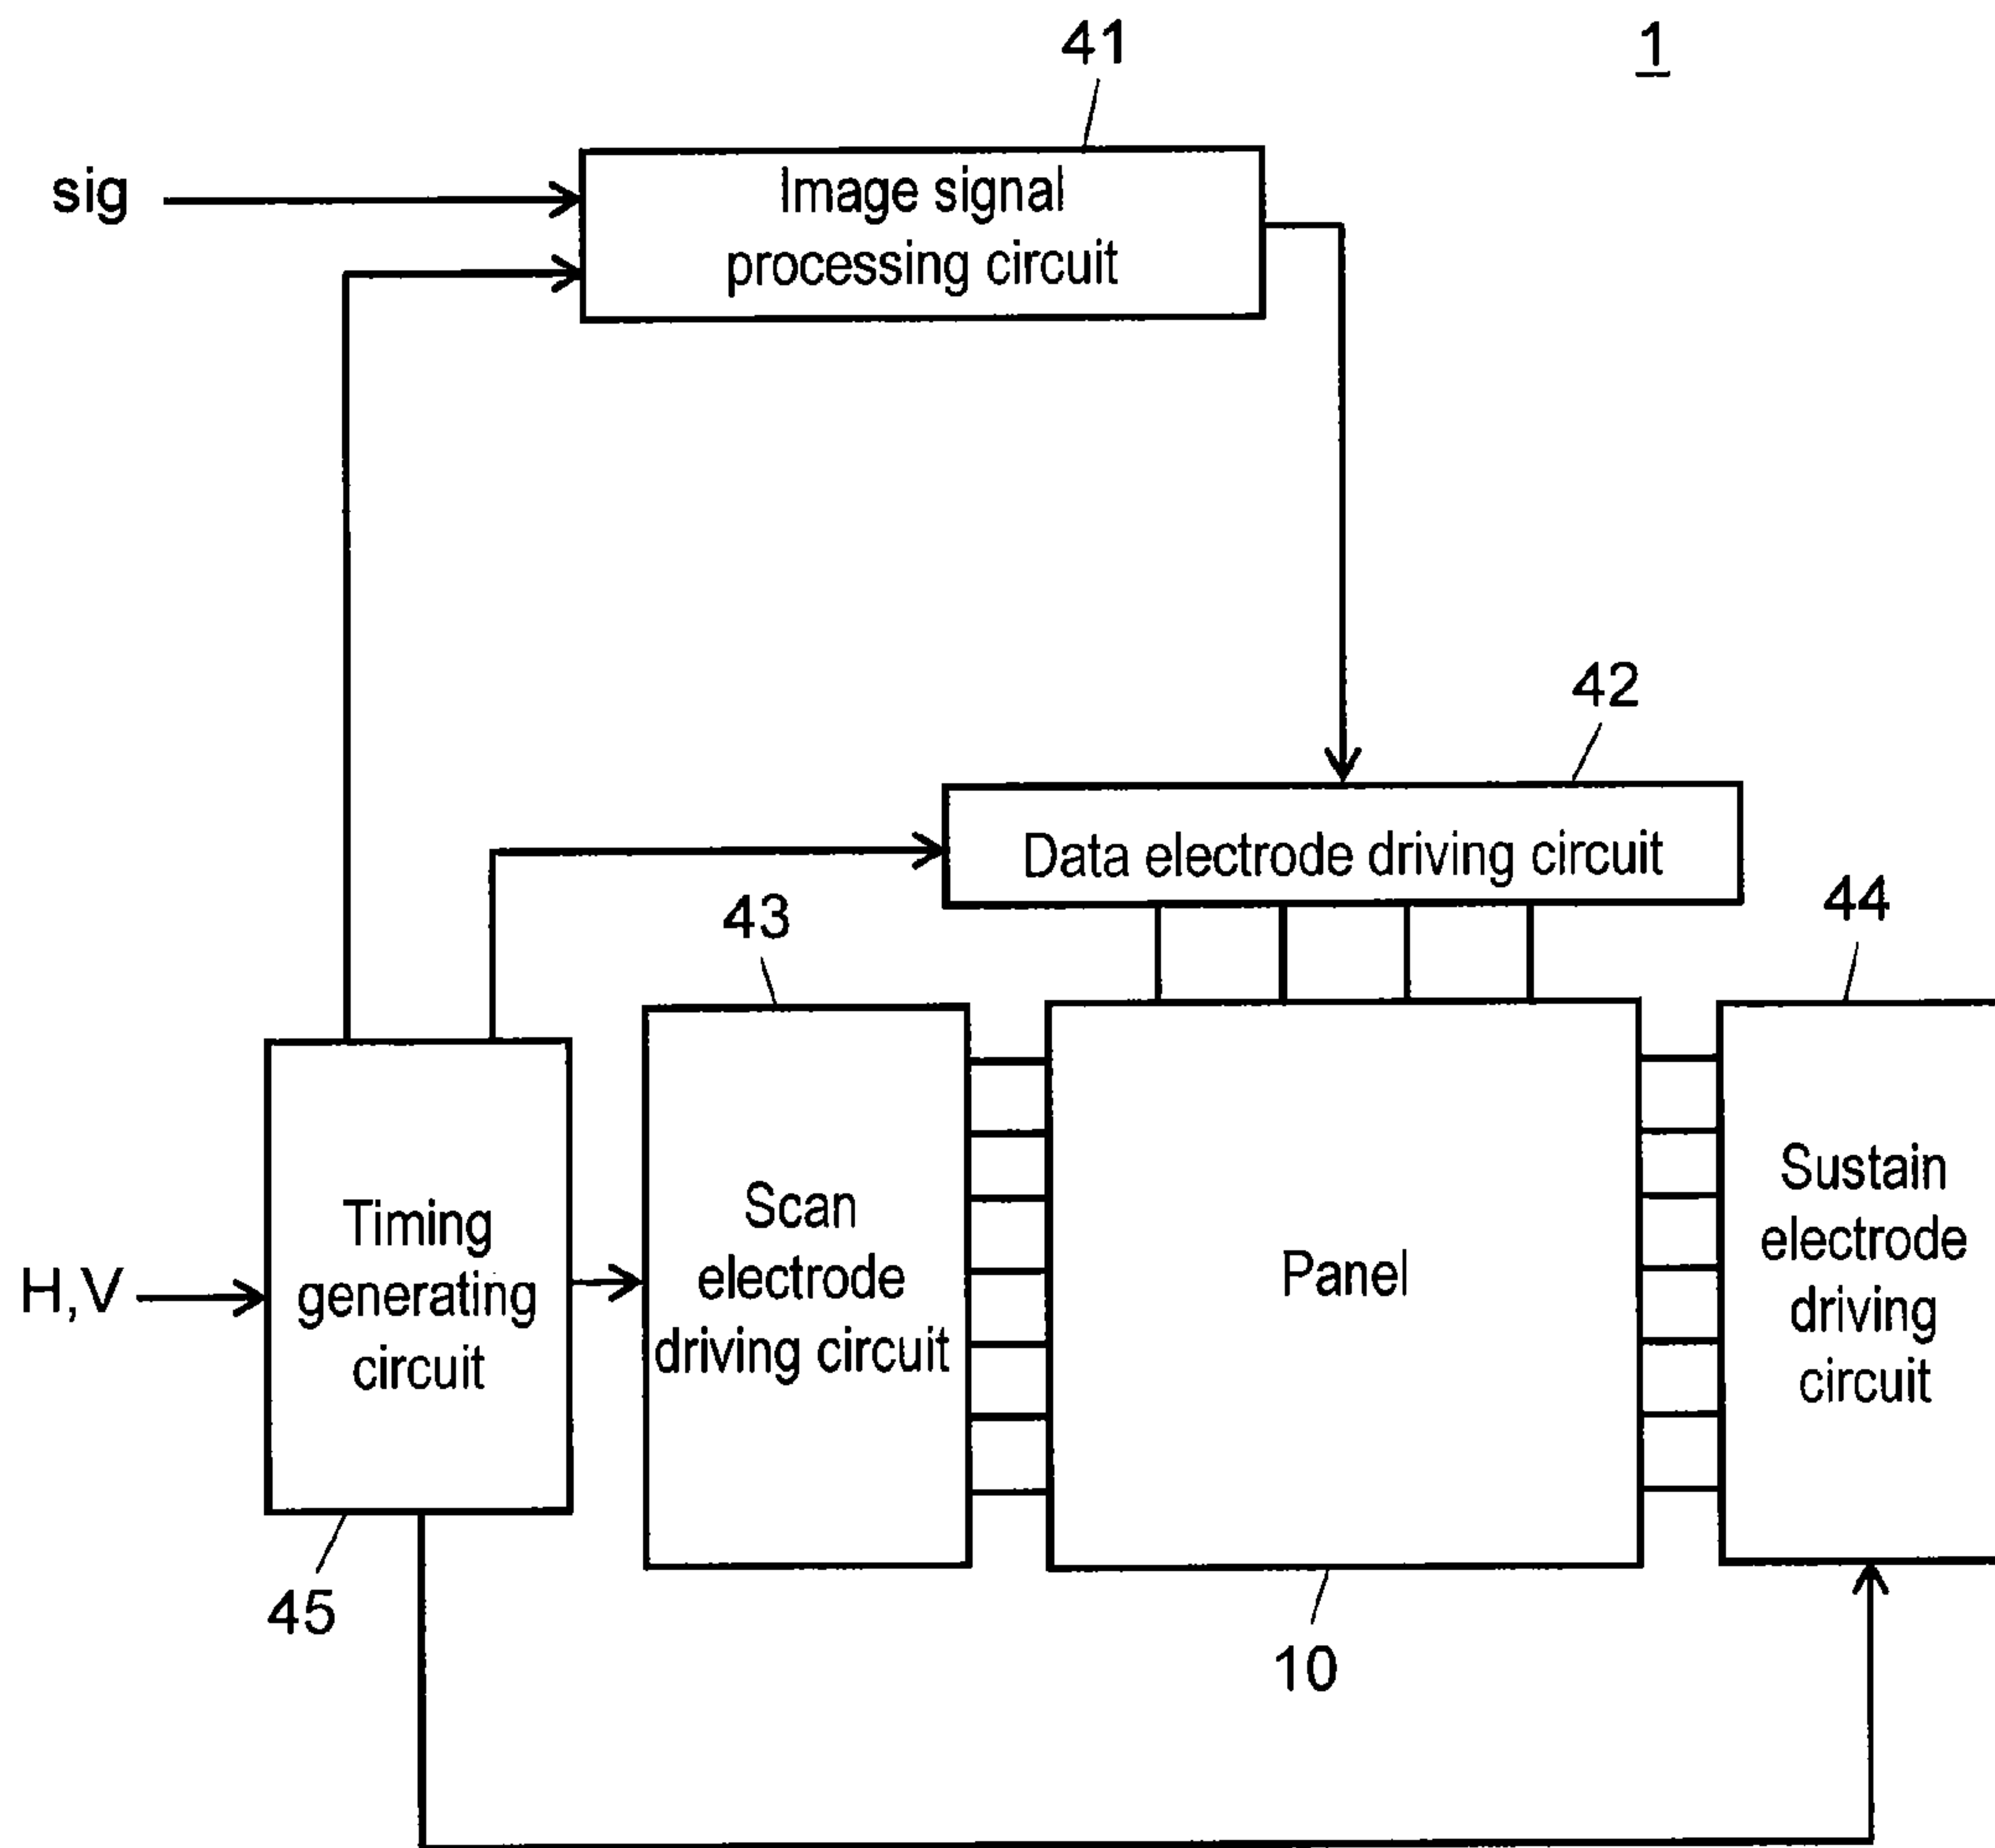 41
1
sig
Image signal
processing circuit
42
Data electrode driving circuit
43
44
Timing
generating
circuit
H,V
Scan
electrode
driving circuit
Panel
Sustain
electrode
driving
circuit
45
10